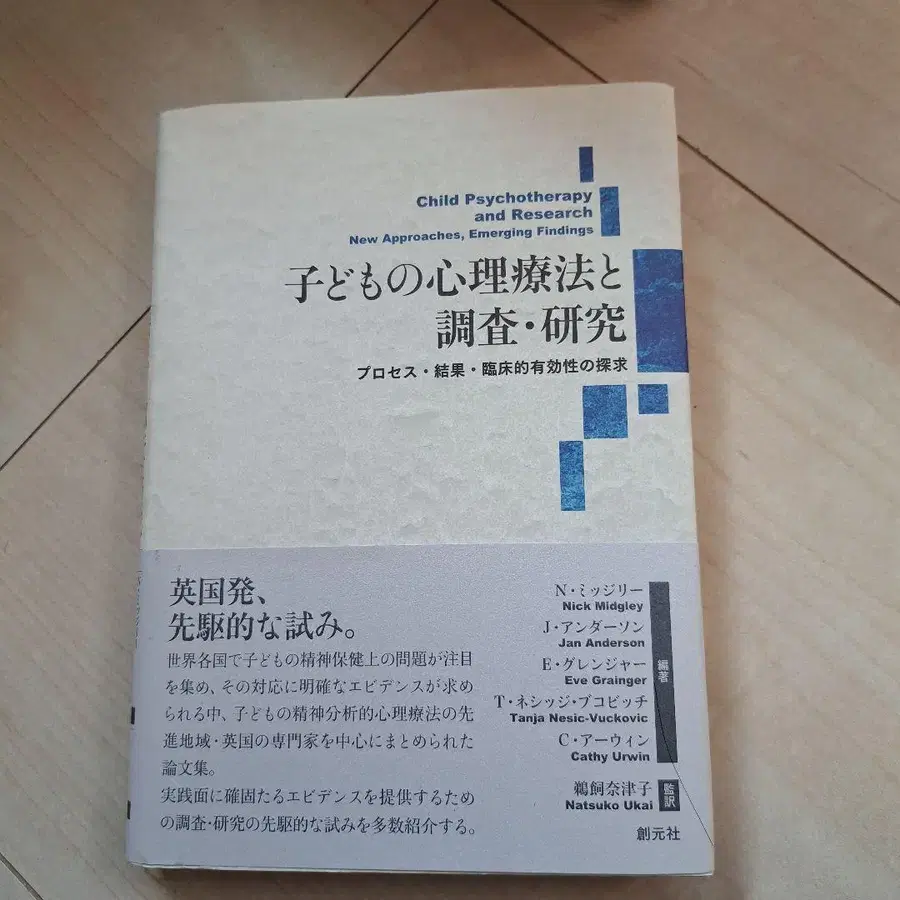 Child Psychotherapy
and Research
New Approaches, Emerging Findings
子どもの心理療法と
調査・研究
プロセス・結果・臨床的有効性の探求
英国発、
先駆的な試み。
世界各国で子どもの精神保健上の問題が注目
を集め、その対応に明確なエビデンスが求め
られる中、子どもの精神分析的心理療法の先
進地域・英国の専門家を中心にまとめられた
論文集。
実践面に確固たるエビデンスを提供するため
の調査・研究の先駆的な試みを多数紹介する。
N・ミッジリー
Nick Midgley
J・アンダーソン
Jan Anderson
E・グレンジャー
Eve Grainger
T・ネシッジ・ブコビッチ
Tanja Nesic-Vuckovic
C・アーウィン
Cathy Urwin
編著
鵜飼奈津子
Natsuko Ukai
監訳
創元社